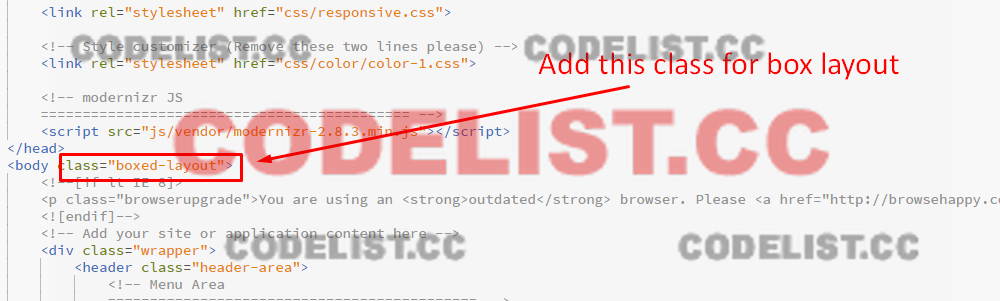 <link rel="stylesheet" href="css/responsive.css">
<!-- Style customizer (Remove these two lines please) -->
CODELIST.CC CODELIST.CC
<link rel="stylesheet" href="css/color/color-1.css">
Add this class for box layout
<!-- modernizr JS
============================================ -->
<script src="js/vendor/modernizr-2.8.3.min.js"></script>
CODELIST.CC
</head>
<body class="boxed-layout">
<!--[if lt IE 8]>
<p class="browserupgrade">You are using an <strong>outdated</strong> browser. Please <a href="http://browsehappy.co
<![endif]-->
<!-- Add your site or application content here -->
<div class="wrapper">
CODELIST.CC CODELIST.CC
<header class="header-area">
<!-- Menu Area
============================================ -->